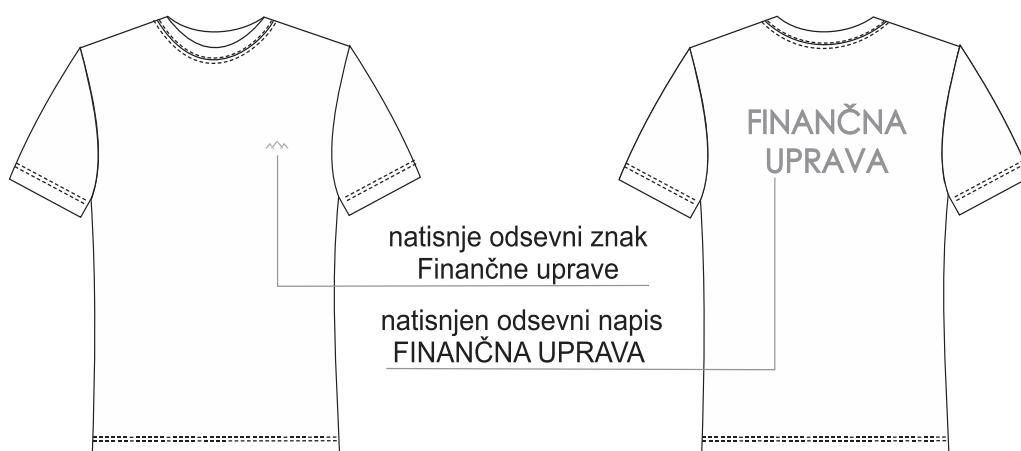 FINANČNA
UPRAVA
natisnje odsevni znak
Finančne uprave
natisnjen odsevni napis
FINANČNA UPRAVA